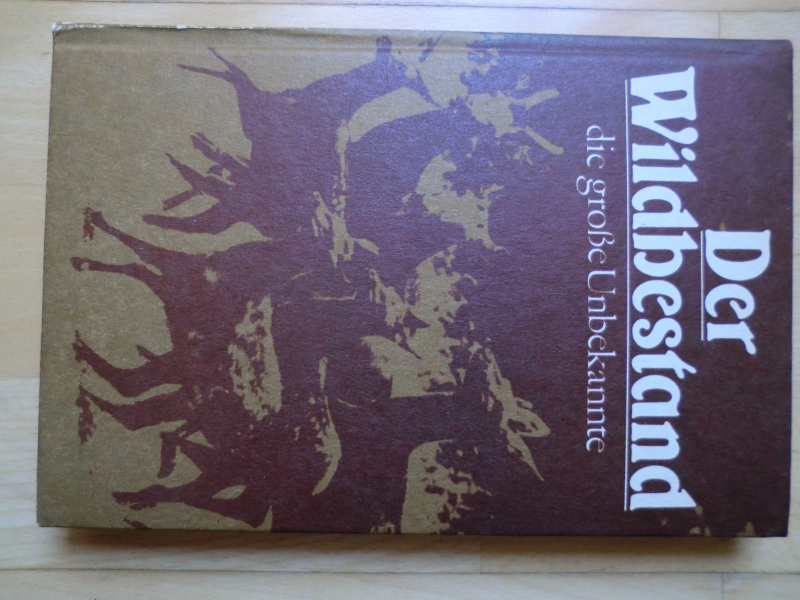 Der
Wildbestand
die große Unbekannte